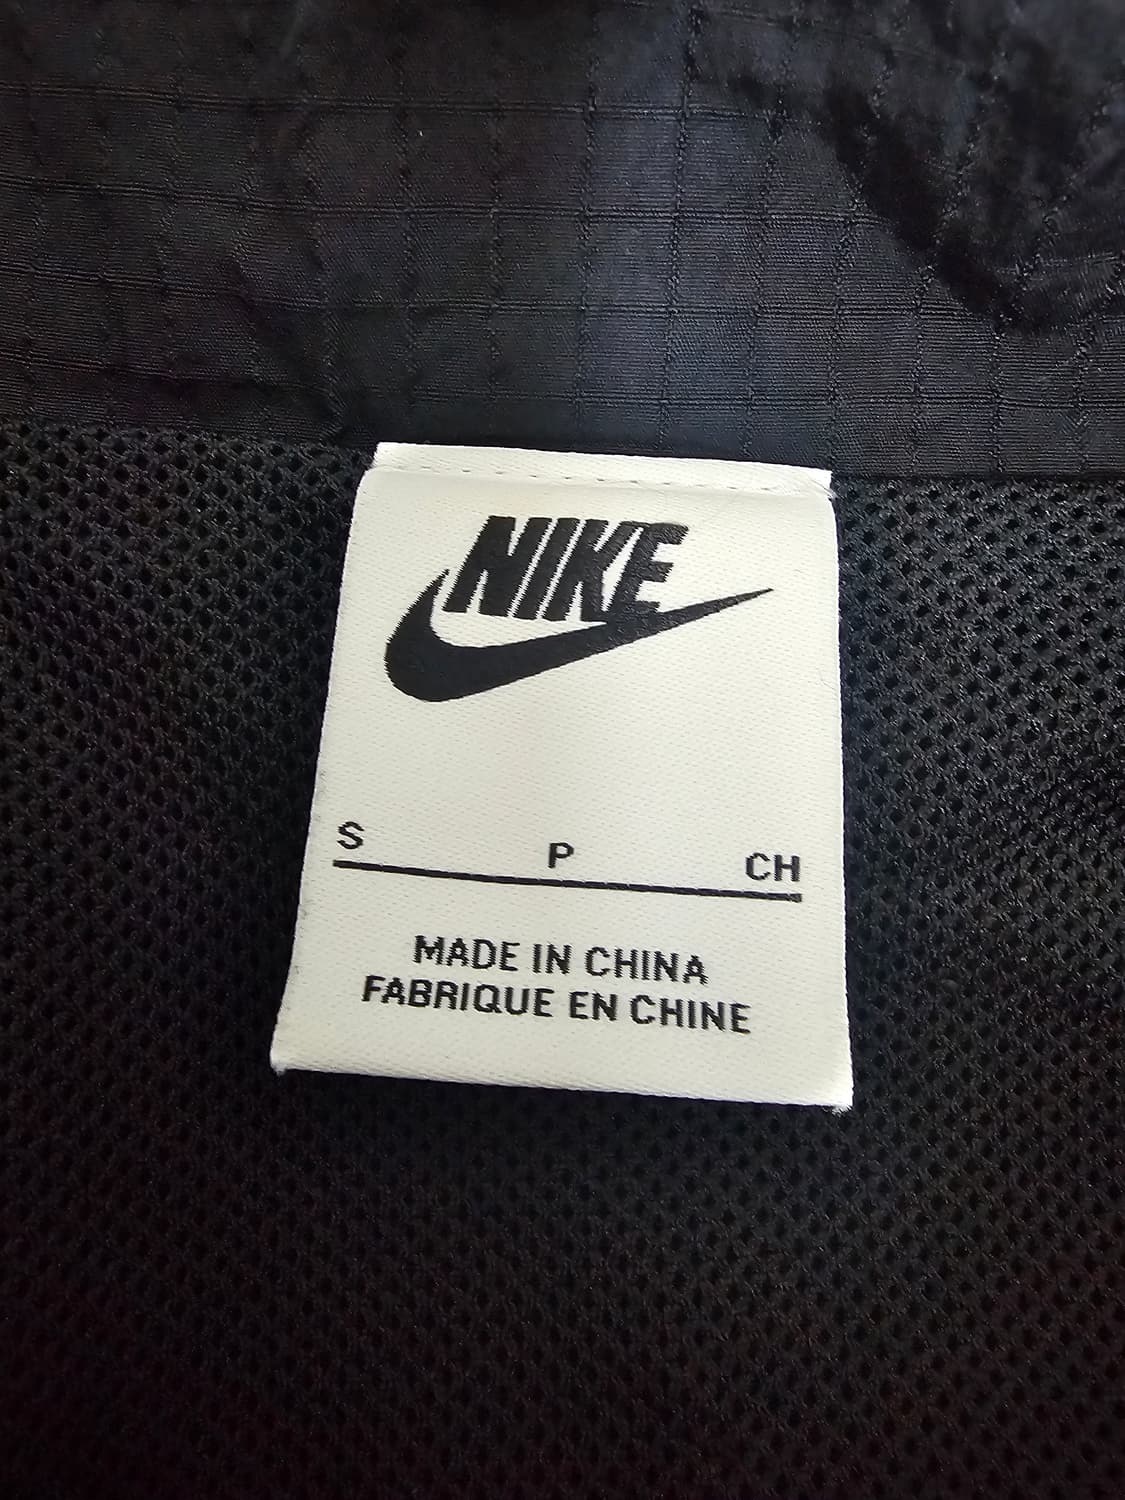 NIKE
S P CH
MADE IN CHINA
FABRIQUE EN CHINE